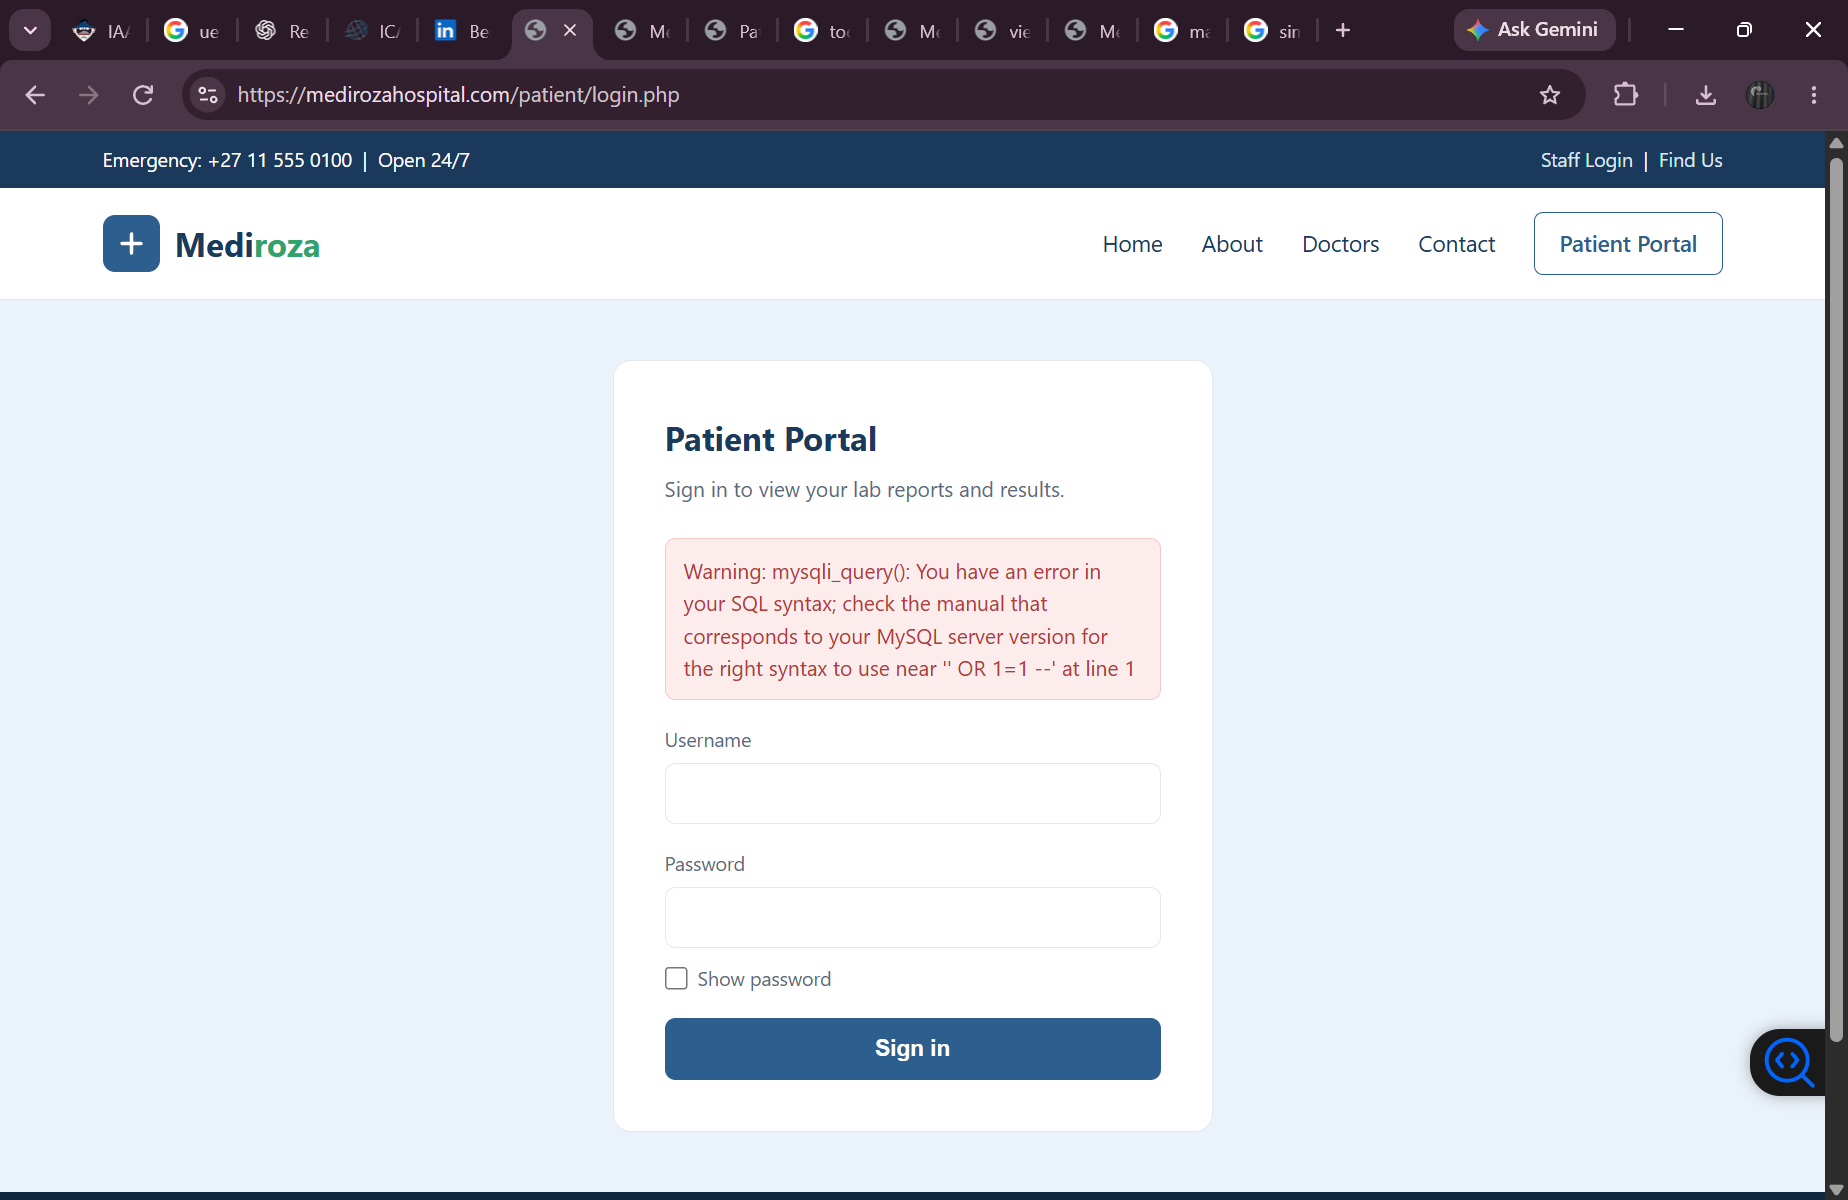 IA
ue
Re
IC
Be
Me
Pa
to
Me
vie
Me
ma
sin
Ask Gemini
https://medirozahospital.com/patient/login.php
Emergency: +27 11 555 0100 | Open 24/7
Staff Login | Find Us
Mediroza
Home
About
Doctors
Contact
Patient Portal
Patient Portal
Sign in to view your lab reports and results.
Warning: mysqli_query(): You have an error in
your SQL syntax; check the manual that
corresponds to your MySQL server version for
the right syntax to use near '' OR 1=1 --' at line 1
Username
Password
Show password
Sign in